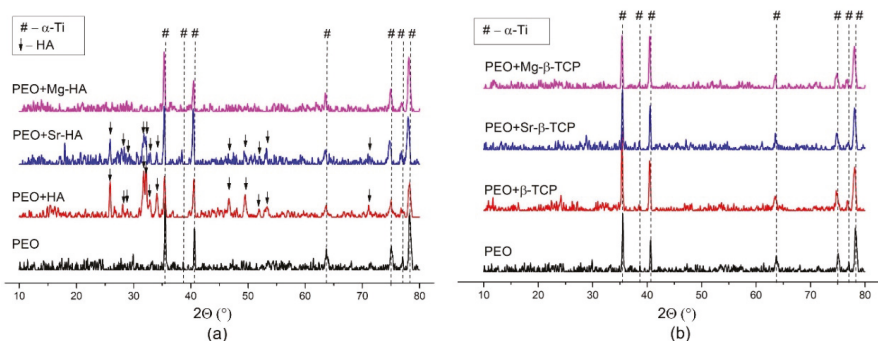 # – α-Ti
– HA
# # # # # # #
PEO+Mg-HA
PEO+Sr-HA
PEO+HA
PEO
10 20 30 40 50 60 70 80
2Θ (°)
(a)
# – α-Ti
# # # # # # #
PEO+Mg-β-TCP
PEO+Sr-β-TCP
PEO+β-TCP
PEO
10 20 30 40 50 60 70 80
2Θ (°)
(b)